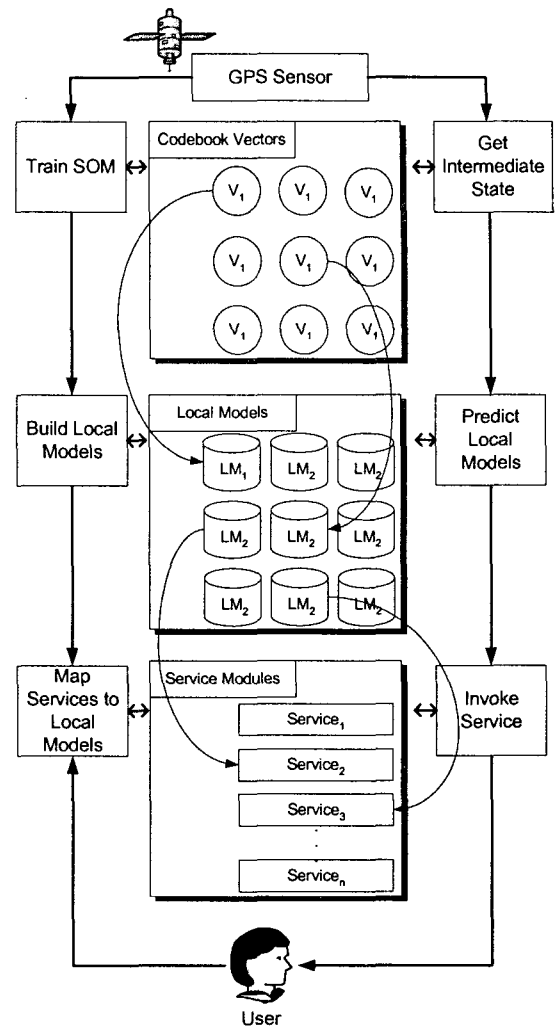 GPS Sensor
Train SOM
Codebook Vectors
Get
Intermediate
State
V₁ V₁ V₁
V₁ V₁ V₁
V₁ V₁ V₁
Build Local
Models
Local Models
Predict
Local
Models
LM₁ LM₂ LM₂
LM₂ LM₂ LM₂
LM₂ LM₂ LM₂
Map
Services to
Local
Models
Service Modules
Invoke
Service
Service₁
Service₂
Service₃
Serviceₙ
User